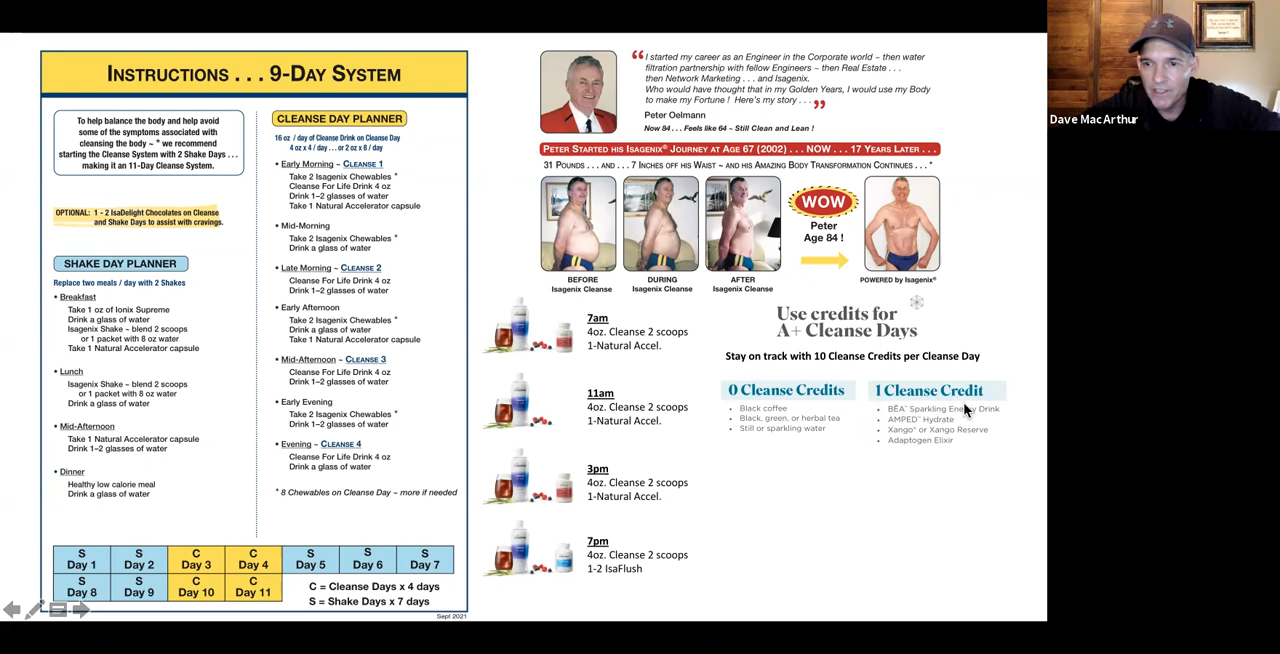 INSTRUCTIONS . . . 9-DAY SYSTEM
To help balance the body and help avoid
some of the symptoms associated with
cleansing the body ~ * we recommend
starting the Cleanse System with 2 Shake Days . . .
making it an 11-Day Cleanse System.
OPTIONAL: 1 - 2 IsaDelight Chocolates on Cleanse
and Shake Days to assist with cravings.
SHAKE DAY PLANNER
Replace two meals / day with 2 Shakes
• Breakfast
Take 1 oz of Ionix Supreme
Drink a glass of water
Isagenix Shake ~ blend 2 scoops
or 1 packet with 8 oz water
Take 1 Natural Accelerator capsule
• Lunch
Isagenix Shake ~ blend 2 scoops
or 1 packet with 8 oz water
Drink a glass of water
• Mid-Afternoon
Take 1 Natural Accelerator capsule
Drink 1–2 glasses of water
• Dinner
Healthy low calorie meal
Drink a glass of water
CLEANSE DAY PLANNER
16 oz / day of Cleanse Drink on Cleanse Day
4 oz x 4 / day . . . or 2 oz x 8 / day
• Early Morning ~ CLEANSE 1
Take 2 Isagenix Chewables *
Cleanse For Life Drink 4 oz
Drink 1–2 glasses of water
Take 1 Natural Accelerator capsule
• Mid-Morning
Take 2 Isagenix Chewables *
Drink a glass of water
• Late Morning ~ CLEANSE 2
Cleanse For Life Drink 4 oz
Drink 1–2 glasses of water
• Early Afternoon
Take 2 Isagenix Chewables *
Drink a glass of water
Take 1 Natural Accelerator capsule
• Mid-Afternoon ~ CLEANSE 3
Cleanse For Life Drink 4 oz
Drink 1–2 glasses of water
• Early Evening
Take 2 Isagenix Chewables *
Drink 1–2 glasses of water
• Evening ~ CLEANSE 4
Cleanse For Life Drink 4 oz
Drink a glass of water
* 8 Chewables on Cleanse Day ~ more if needed
S S C C S S S
Day 1 Day 2 Day 3 Day 4 Day 5 Day 6 Day 7
S S C C
Day 8 Day 9 Day 10 Day 11
C = Cleanse Days x 4 days
S = Shake Days x 7 days
Sept 2021
“ I started my career as an Engineer in the Corporate world ~ then water
filtration partnership with fellow Engineers ~ then Real Estate . . .
then Network Marketing . . . and Isagenix.
Who would have thought that in my Golden Years, I would use my Body
to make my Fortune ! Here's my story . . . ”
Peter Oelmann
Now 84 . . . Feels like 64 ~ Still Clean and Lean !
PETER STARTED HIS ISAGENIX® JOURNEY AT AGE 67 (2002) . . . NOW . . . 17 YEARS LATER . . .
31 POUNDS . . . AND . . . 7 INCHES OFF HIS WAIST ~ AND HIS AMAZING BODY TRANSFORMATION CONTINUES . . . *
WOW
Peter
Age 84 !
BEFORE
Isagenix Cleanse
DURING
Isagenix Cleanse
AFTER
Isagenix Cleanse
POWERED by Isagenix®
7am
4oz. Cleanse 2 scoops
1-Natural Accel.
11am
4oz. Cleanse 2 scoops
1-Natural Accel.
3pm
4oz. Cleanse 2 scoops
1-Natural Accel.
7pm
4oz. Cleanse 2 scoops
1-2 IsaFlush
Use credits for
A+ Cleanse Days
Stay on track with 10 Cleanse Credits per Cleanse Day
0 Cleanse Credits
• Black coffee
• Black, green, or herbal tea
• Still or sparkling water
1 Cleanse Credit
• BĒA™ Sparkling Energy Drink
• AMPED™ Hydrate
• Xango® or Xango Reserve
• Adaptogen Elixir
Dave MacArthur